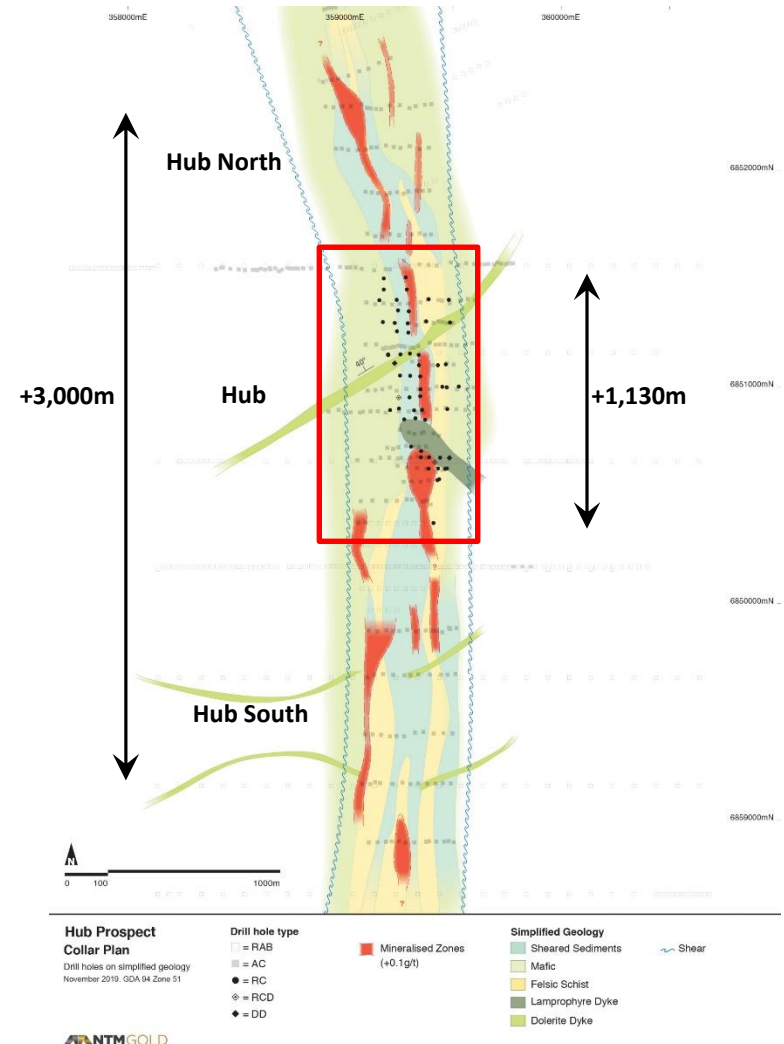 358000mE 359000mE 360000mE
?
Hub North
6852000mN
40°
+3,000m
Hub
+1,130m
6851000mN
?
6850000mN
Hub South
6859000mN
N
0 100 1000m
?
Hub Prospect
Collar Plan
Drill holes on simplified geology
November 2019. GDA 94 Zone 51
NTMGOLD
Drill hole type
= RAB
= AC
= RC
= RCD
= DD
Mineralised Zones
(+0.1g/t)
Simplified Geology
Sheared Sediments
Mafic
Felsic Schist
Lamprophyre Dyke
Dolerite Dyke
Shear